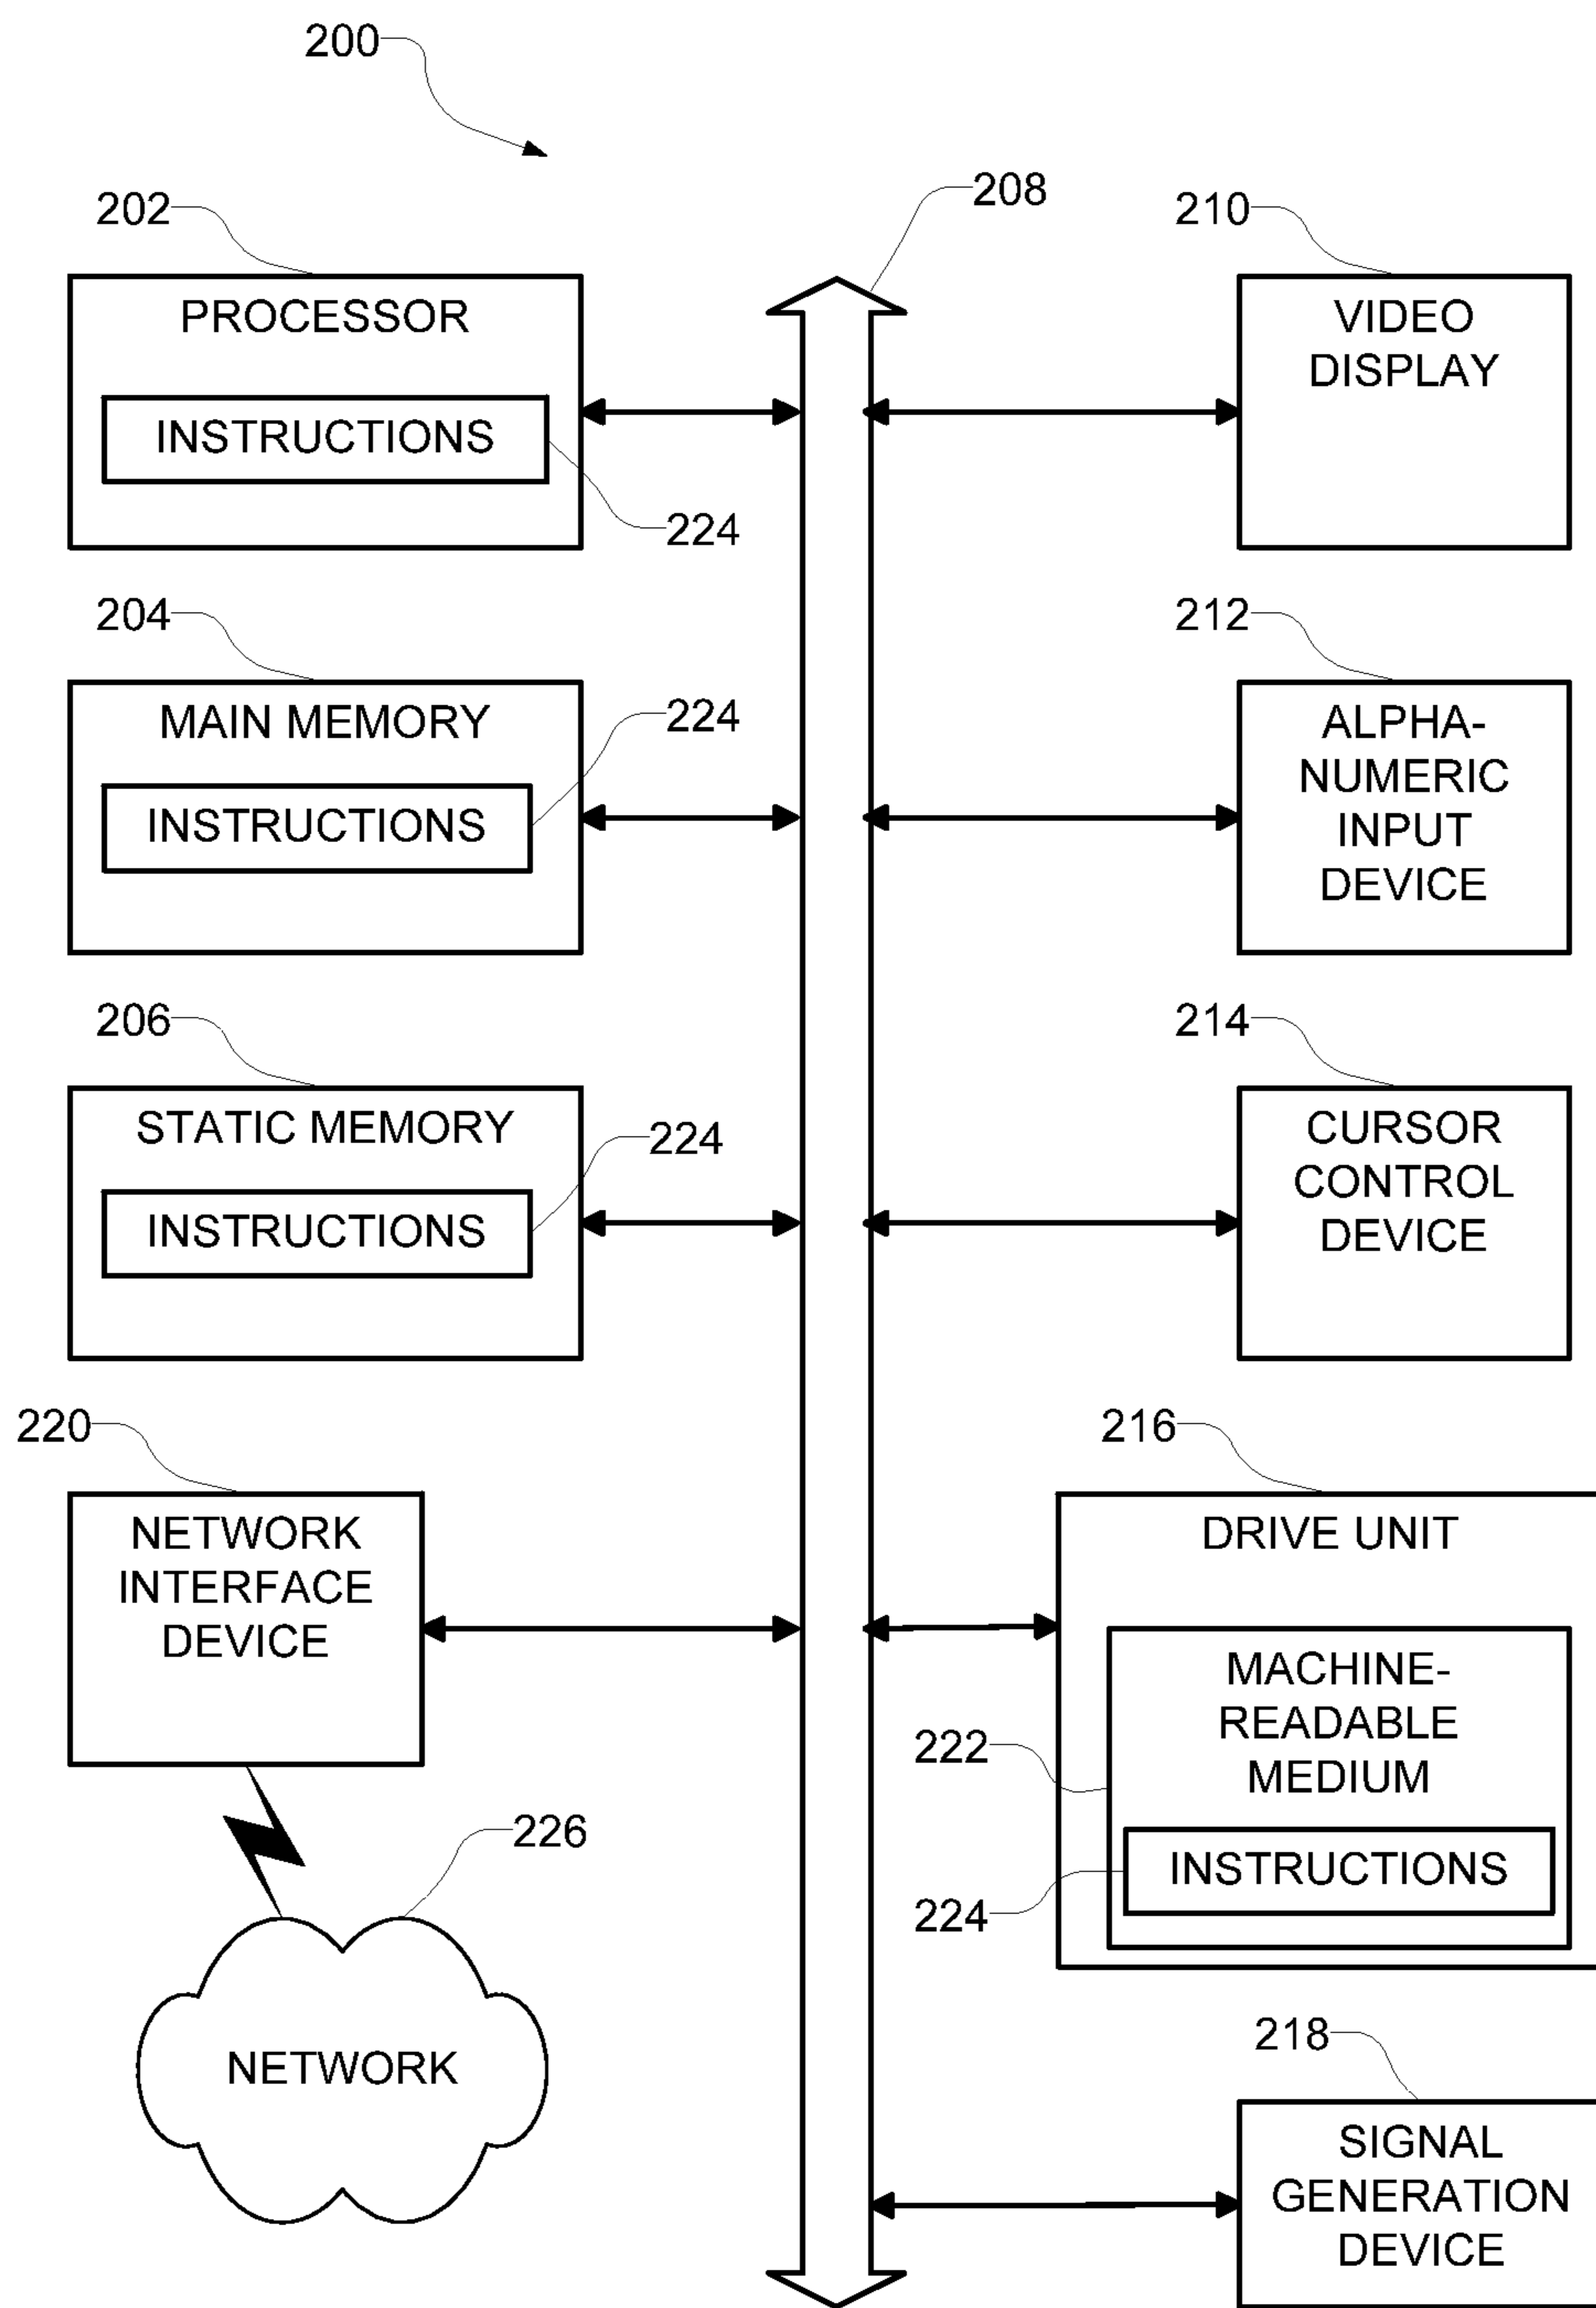 200
202
208
210
PROCESSOR
INSTRUCTIONS
224
VIDEO
DISPLAY
204
MAIN MEMORY
224
INSTRUCTIONS
212
ALPHA-
NUMERIC
INPUT
DEVICE
206
STATIC MEMORY
224
INSTRUCTIONS
214
CURSOR
CONTROL
DEVICE
220
NETWORK
INTERFACE
DEVICE
216
DRIVE UNIT
MACHINE-
READABLE
MEDIUM
222
INSTRUCTIONS
224
226
NETWORK
218
SIGNAL
GENERATION
DEVICE